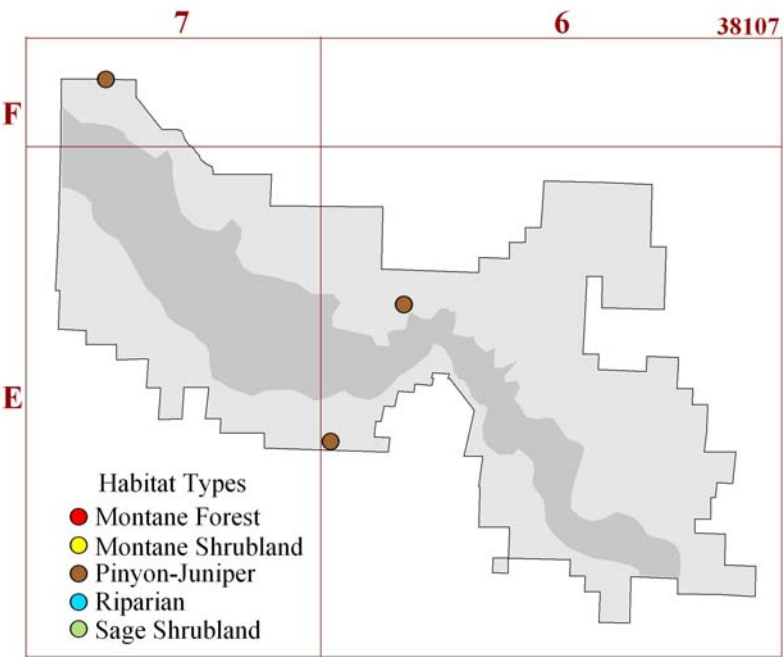 7 6 38107
F
E
Habitat Types
Montane Forest
Montane Shrubland
Pinyon-Juniper
Riparian
Sage Shrubland